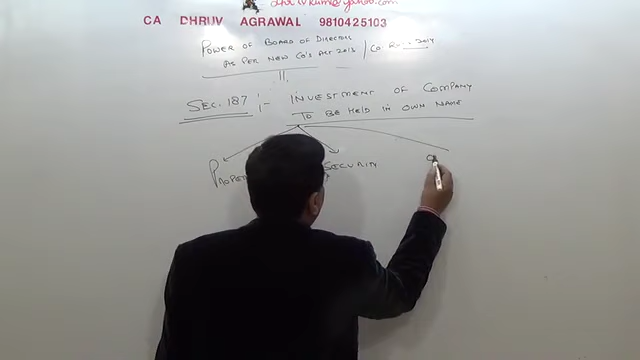 CA DHRUV AGRAWAL 9810425103
POWER OF BOARD OF DIRECTORS
AS PER NEW CO'S ACT 2013 / CO. 2014
SEC. 187 :- INVESTMENT OF COMPANY
TO BE HELD IN OWN NAME
SECURITY